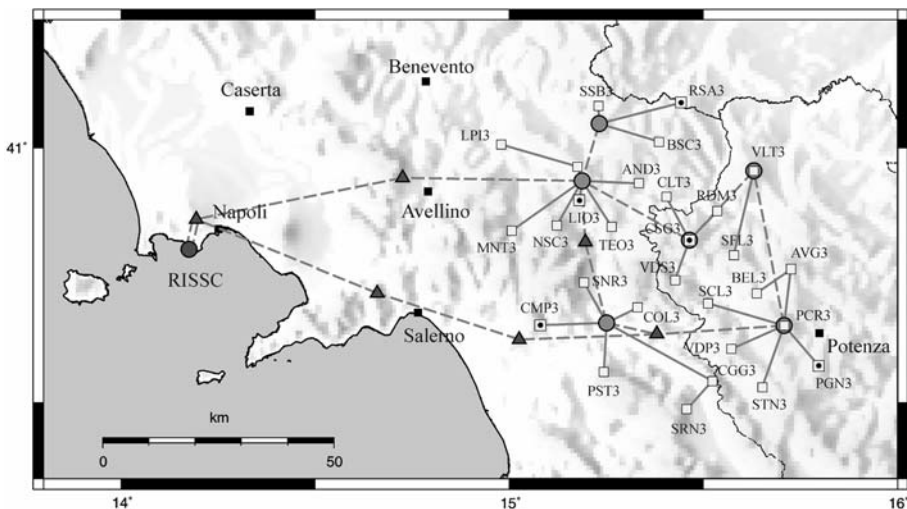 Benevento
Caserta
SSB3
RSA3
LPI3
41°
BSC3
VLT3
AND3
CLT3
RDM3
Avellino
Napoli
LIO3
CSG3
MNT3
NSC3
TEO3
SFL3
AVG3
RISSC
VDS3
BEL3
SNR3
SCL3
CMP3
COL3
PCR3
Salerno
Potenza
VDP3
CGG3
PST3
PGN3
STN3
km
SRN3
0
50
14°
15°
16°